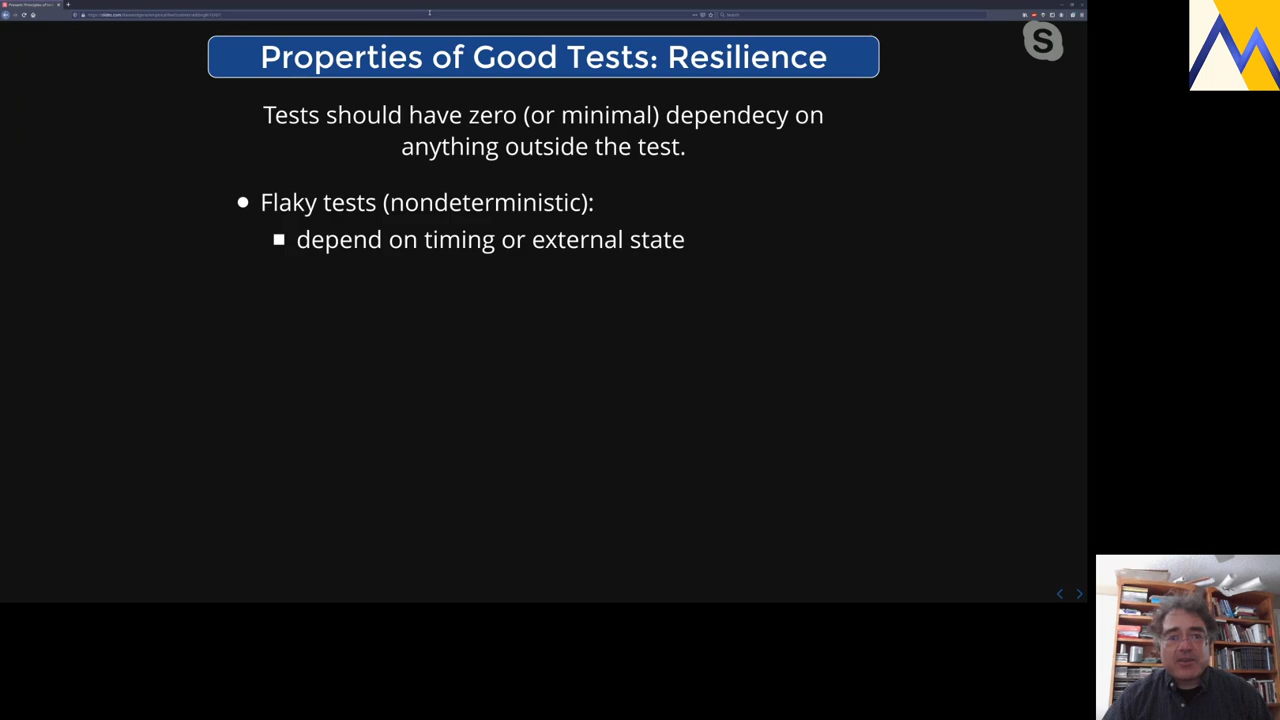 Properties of Good Tests: Resilience
S
Tests should have zero (or minimal) dependecy on
anything outside the test.
Flaky tests (nondeterministic):
depend on timing or external state